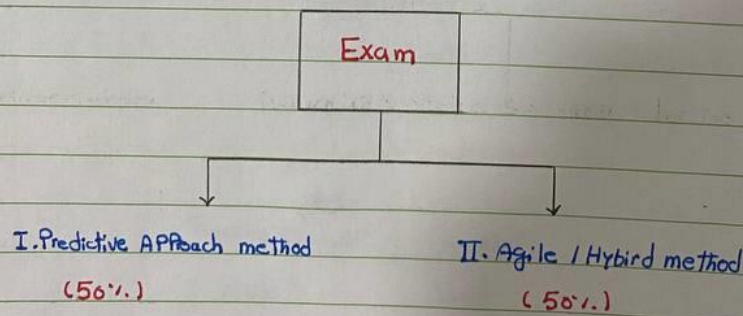 Exam
I. Predictive APProach method
(50%)
II. Agile / Hybird method
(50%)